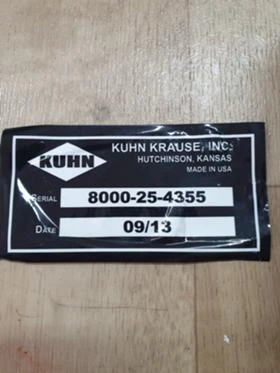 KUHN
KUHN KRAUSE, INC.
HUTCHINSON, KANSAS
MADE IN USA
SERIAL 8000-25-4355
DATE 09/13